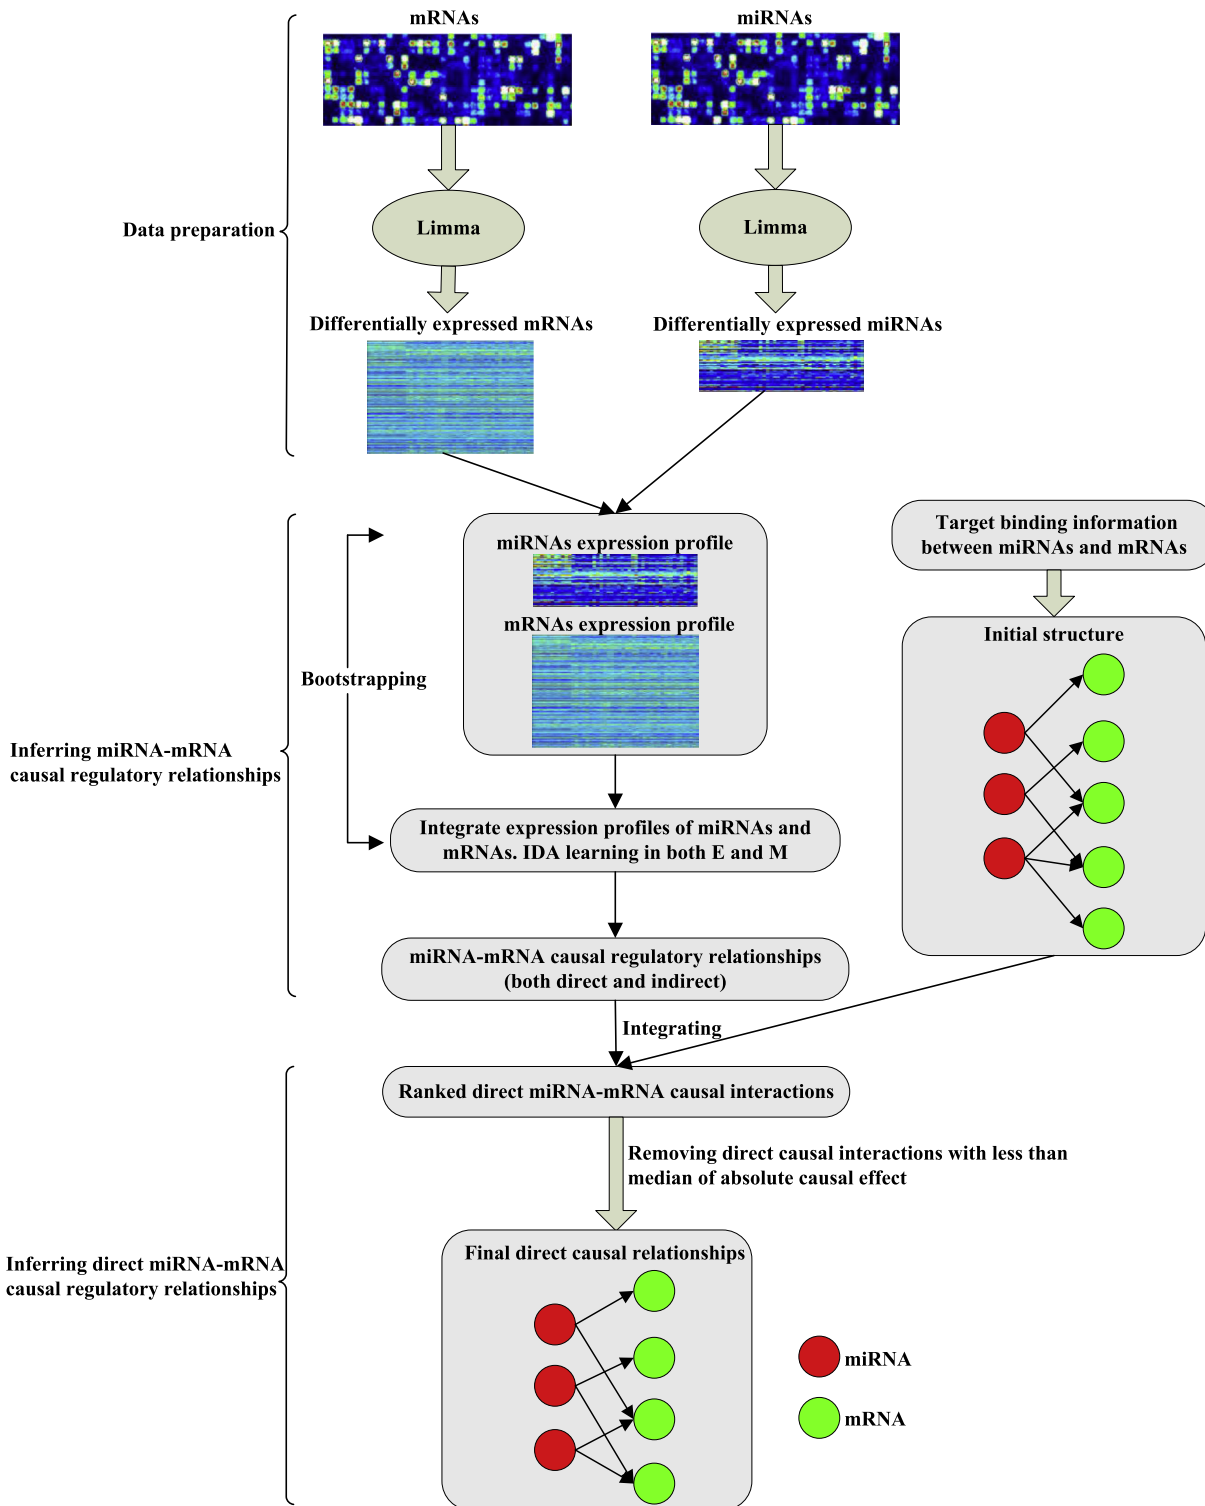 mRNAs
miRNAs
Data preparation
Limma
Limma
Differentially expressed mRNAs
Differentially expressed miRNAs
miRNAs expression profile
mRNAs expression profile
Target binding information
between miRNAs and mRNAs
Initial structure
Bootstrapping
Inferring miRNA-mRNA
causal regulatory relationships
Integrate expression profiles of miRNAs and
mRNAs. IDA learning in both E and M
miRNA-mRNA causal regulatory relationships
(both direct and indirect)
Integrating
Ranked direct miRNA-mRNA causal interactions
Removing direct causal interactions with less than
median of absolute causal effect
Inferring direct miRNA-mRNA
causal regulatory relationships
Final direct causal relationships
miRNA
mRNA